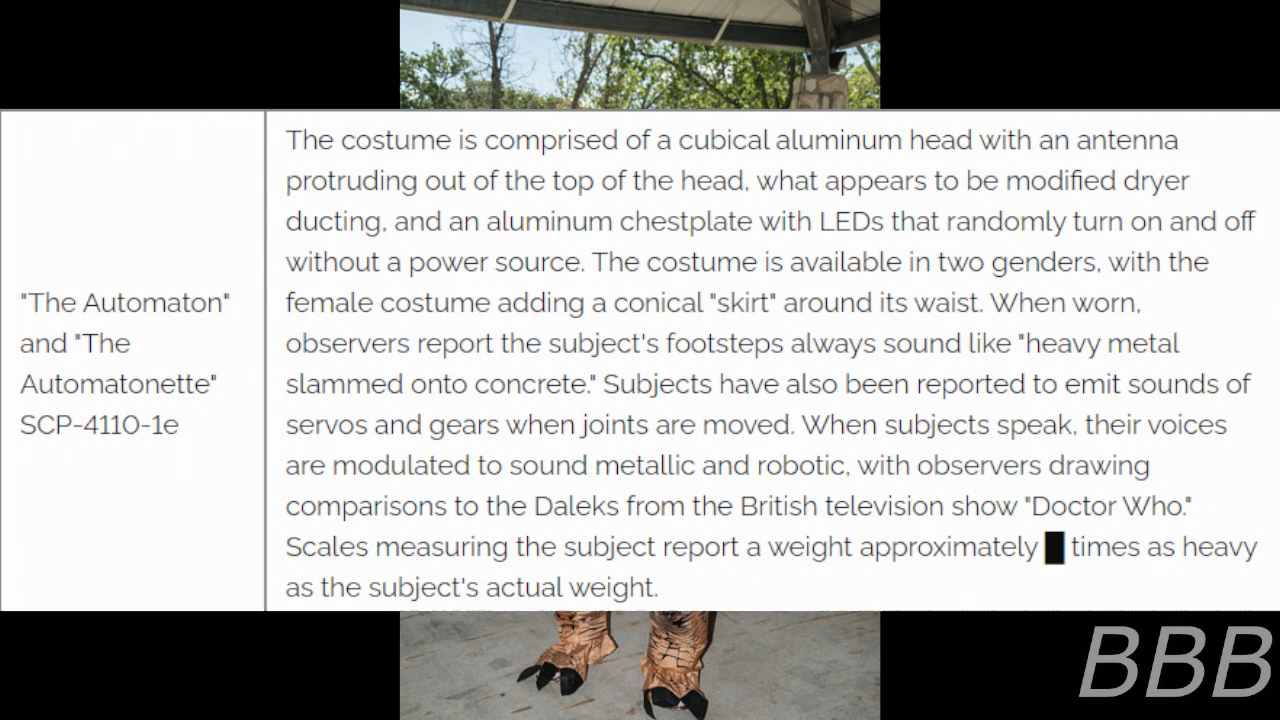 "The Automaton"
and "The
Automatonette"
SCP-4110-1e
The costume is comprised of a cubical aluminum head with an antenna
protruding out of the top of the head, what appears to be modified dryer
ducting, and an aluminum chestplate with LEDs that randomly turn on and off
without a power source. The costume is available in two genders, with the
female costume adding a conical "skirt" around its waist. When worn,
observers report the subject's footsteps always sound like "heavy metal
slammed onto concrete." Subjects have also been reported to emit sounds of
servos and gears when joints are moved. When subjects speak, their voices
are modulated to sound metallic and robotic, with observers drawing
comparisons to the Daleks from the British television show "Doctor Who."
Scales measuring the subject report a weight approximately █ times as heavy
as the subject's actual weight.
BBB